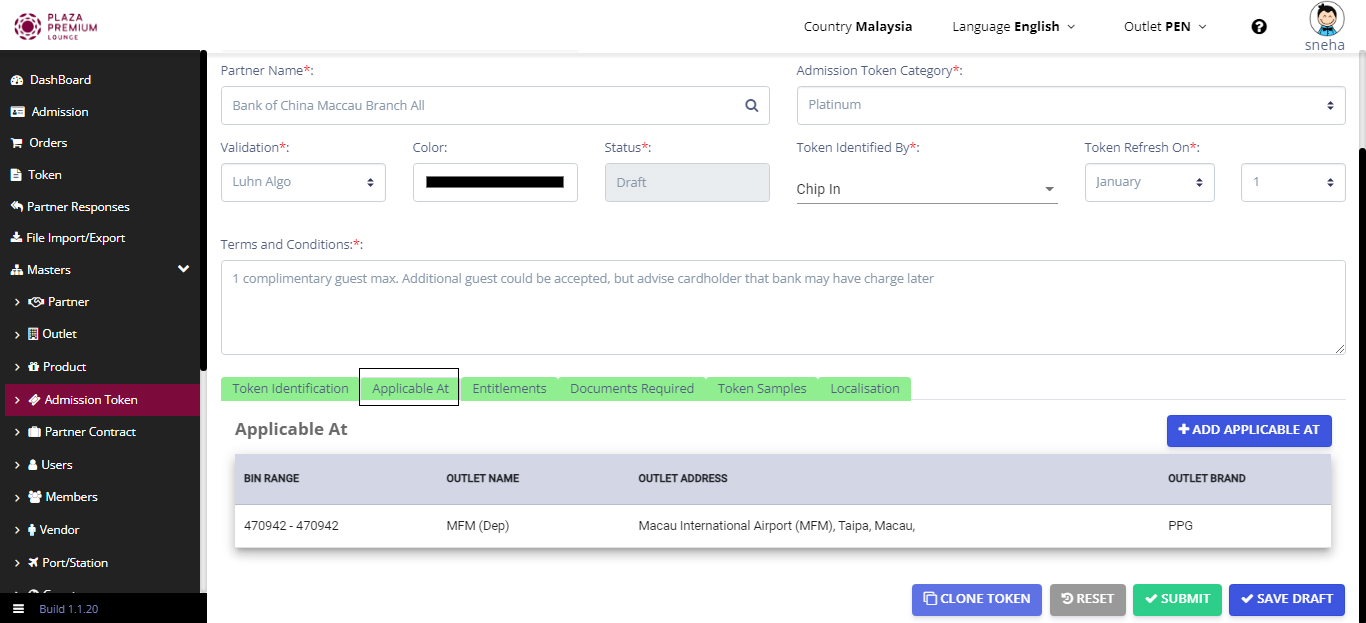 PLAZA
PREMIUM
LOUNGE
Country Malaysia
Language English
Outlet PEN
?
sneha
DashBoard
Admission
Orders
Token
Partner Responses
File Import/Export
Masters
Partner
Outlet
Product
Admission Token
Partner Contract
Users
Members
Vendor
Port/Station
Build 1.1.20
Partner Name*:
Bank of China Maccau Branch All
Admission Token Category*:
Platinum
Validation*:
Luhn Algo
Color:
Status*:
Draft
Token Identified By*:
Chip In
Token Refresh On*:
January
1
Terms and Conditions:*:
1 complimentary guest max. Additional guest could be accepted, but advise cardholder that bank may have charge later
Token Identification
Applicable At
Entitlements
Documents Required
Token Samples
Localisation
Applicable At
ADD APPLICABLE AT
BIN RANGE OUTLET NAME OUTLET ADDRESS OUTLET BRAND
470942 - 470942 MFM (Dep) Macau International Airport (MFM), Taipa, Macau, PPG
CLONE TOKEN
RESET
SUBMIT
SAVE DRAFT